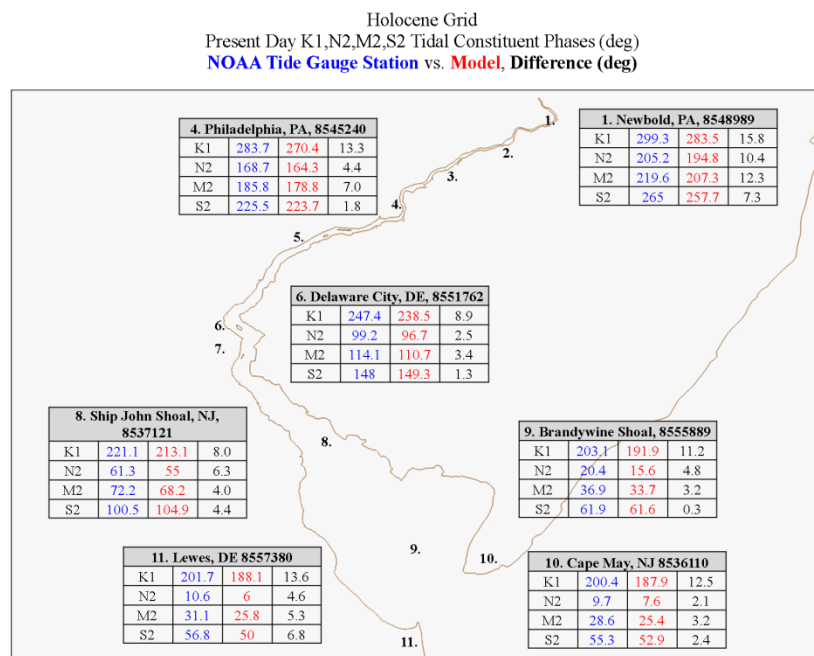 Holocene Grid
Present Day K1,N2,M2,S2 Tidal Constituent Phases (deg)
NOAA Tide Gauge Station vs. Model, Difference (deg)
4. Philadelphia, PA, 8545240
K1 283.7 270.4 13.3
N2 168.7 164.3 4.4
M2 185.8 178.8 7.0
S2 225.5 223.7 1.8
1. Newbold, PA, 8548989
K1 299.3 283.5 15.8
N2 205.2 194.8 10.4
M2 219.6 207.3 12.3
S2 265 257.7 7.3
1.
2.
3.
4.
5.
6. Delaware City, DE, 8551762
K1 247.4 238.5 8.9
N2 99.2 96.7 2.5
M2 114.1 110.7 3.4
S2 148 149.3 1.3
6.
7.
8. Ship John Shoal, NJ,
8537121
K1 221.1 213.1 8.0
N2 61.3 55 6.3
M2 72.2 68.2 4.0
S2 100.5 104.9 4.4
8.
9. Brandywine Shoal, 8555889
K1 203.1 191.9 11.2
N2 20.4 15.6 4.8
M2 36.9 33.7 3.2
S2 61.9 61.6 0.3
9.
10.
11. Lewes, DE 8557380
K1 201.7 188.1 13.6
N2 10.6 6 4.6
M2 31.1 25.8 5.3
S2 56.8 50 6.8
11.
10. Cape May, NJ 8536110
K1 200.4 187.9 12.5
N2 9.7 7.6 2.1
M2 28.6 25.4 3.2
S2 55.3 52.9 2.4